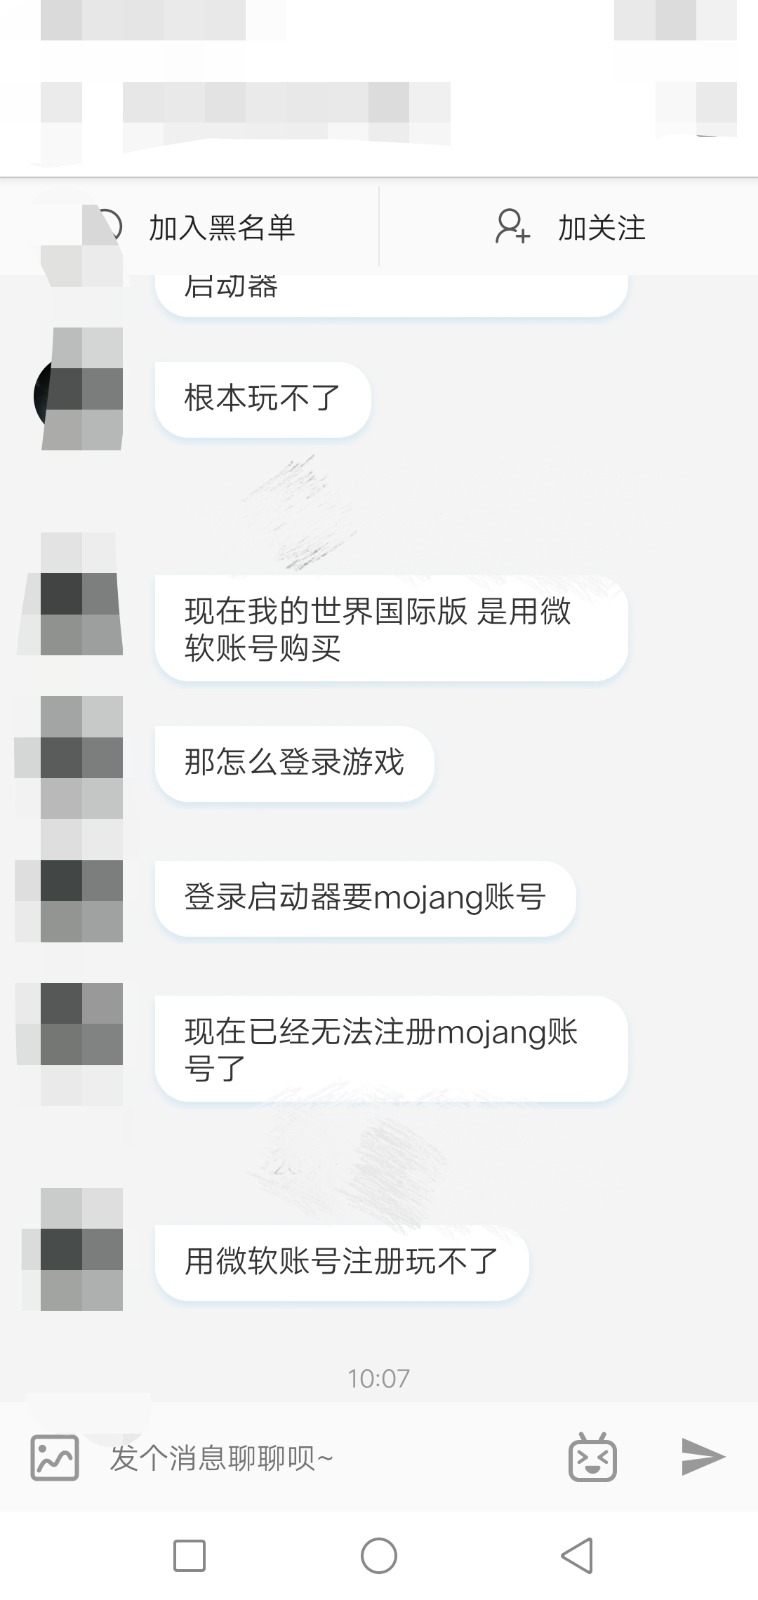 加入黑名单
加关注
启动器
根本玩不了
现在我的世界国际版 是用微
软账号购买
那怎么登录游戏
登录启动器要mojang账号
现在已经无法注册mojang账
号了
用微软账号注册玩不了
10:07
发个消息聊聊呗~